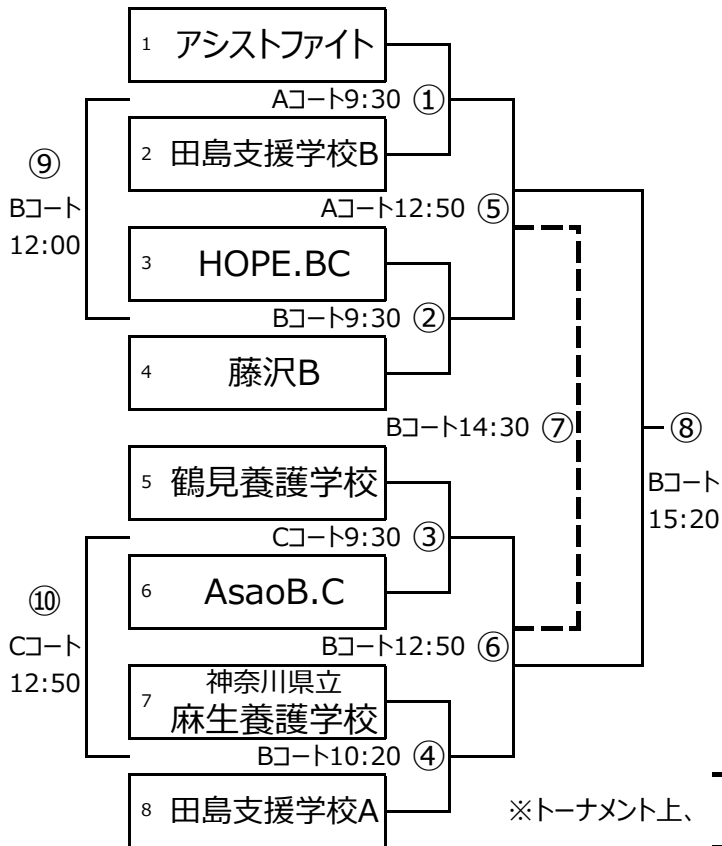 1 アシストファイト
Aコート9:30 ①
2 田島支援学校B
⑨
Bコート
12:00
Aコート12:50 ⑤
3 HOPE.BC
Bコート9:30 ②
4 藤沢B
Bコート14:30 ⑦
⑧
Bコート
15:20
5 鶴見養護学校
Cコート9:30 ③
6 AsaoB.C
⑩
Cコート
12:50
Bコート12:50 ⑥
7 神奈川県立
麻生養護学校
Bコート10:20 ④
8 田島支援学校A
※トーナメント上、